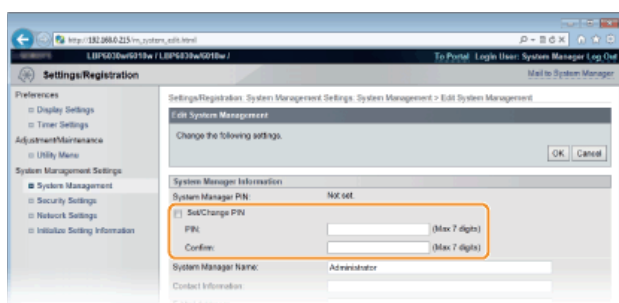 http://192.168.0.215/m_system_edit.html
LBP6030w/6018w / LBP6030w/6018w /
To Portal Login User: System Manager Log Out
Settings/Registration
Mail to System Manager
Preferences
Display Settings
Timer Settings
Adjustment/Maintenance
Utility Menu
System Management Settings
System Management
Security Settings
Network Settings
Initialize Setting Information
Settings/Registration: System Management Settings: System Management > Edit System Management
Edit System Management
Change the following settings.
OK Cancel
System Manager Information
System Manager PIN: Not set.
Set/Change PIN
PIN: (Max 7 digits)
Confirm: (Max 7 digits)
System Manager Name: Administrator
Contact Information: